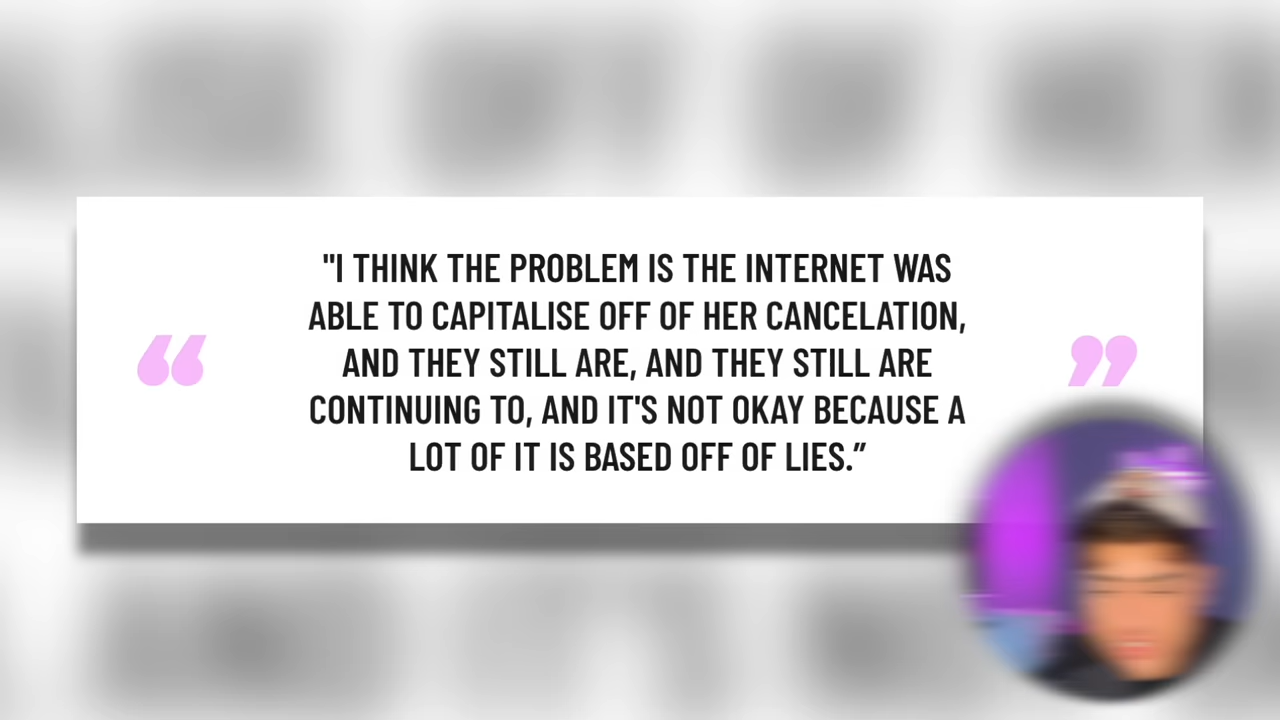 "I THINK THE PROBLEM IS THE INTERNET WAS
ABLE TO CAPITALISE OFF OF HER CANCELATION,
AND THEY STILL ARE, AND THEY STILL ARE
CONTINUING TO, AND IT'S NOT OKAY BECAUSE A
LOT OF IT IS BASED OFF OF LIES.”